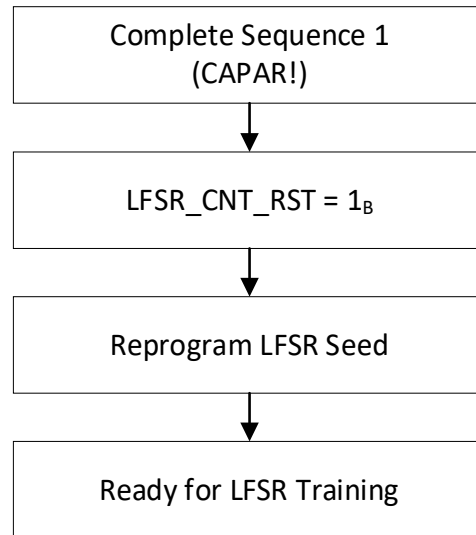 Complete Sequence 1
(CAPAR!)
LFSR_CNT_RST = 1B
Reprogram LFSR Seed
Ready for LFSR Training